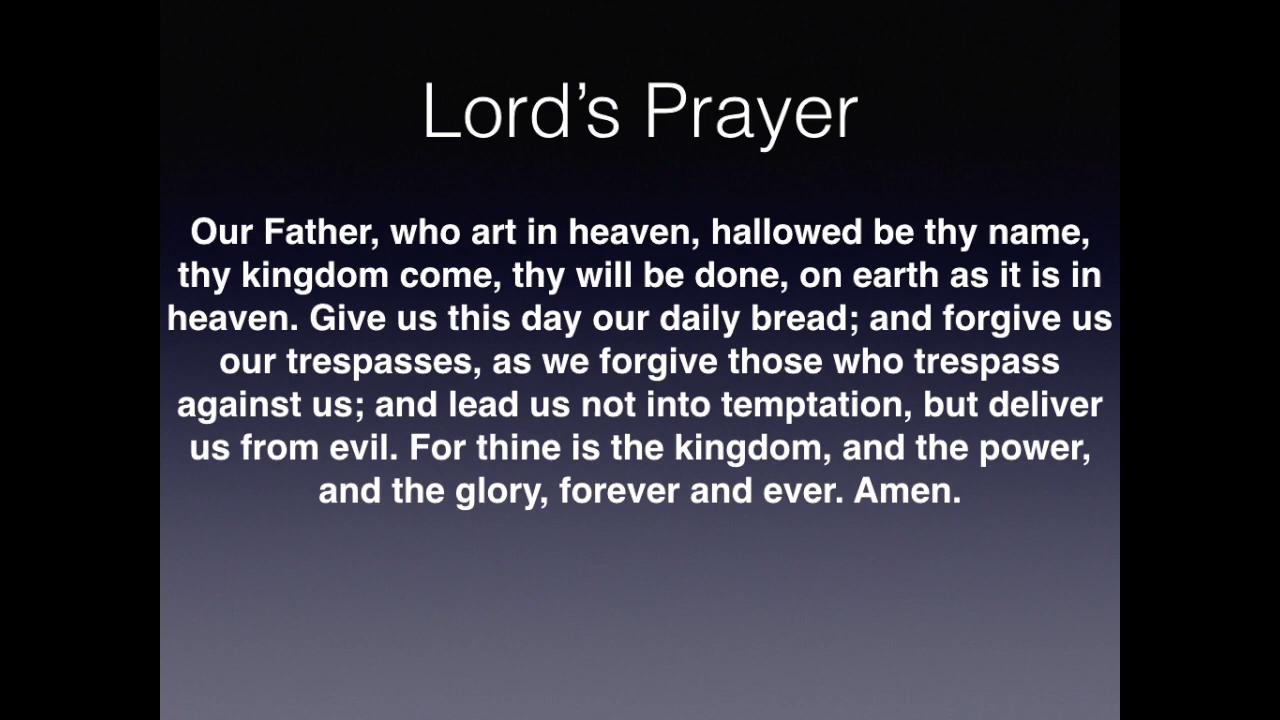 Lord’s Prayer
Our Father, who art in heaven, hallowed be thy name,
thy kingdom come, thy will be done, on earth as it is in
heaven. Give us this day our daily bread; and forgive us
our trespasses, as we forgive those who trespass
against us; and lead us not into temptation, but deliver
us from evil. For thine is the kingdom, and the power,
and the glory, forever and ever. Amen.